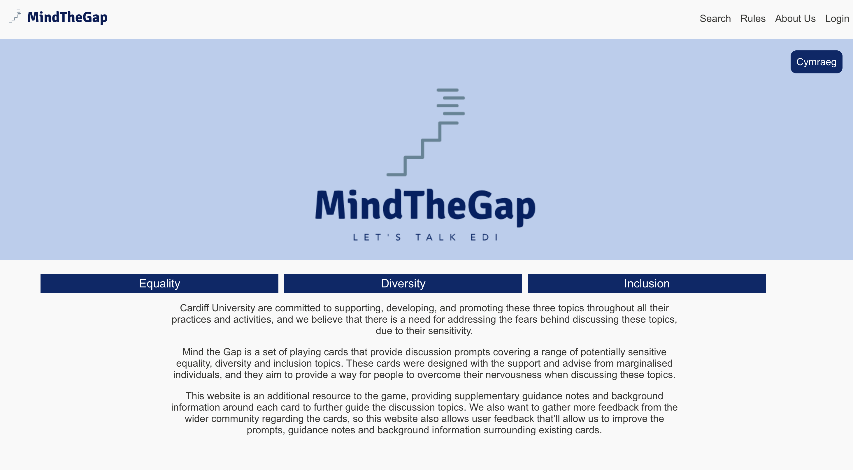 MindTheGap
Search Rules About Us Login
Cymraeg
MindTheGap
LET'S TALK EDI
Equality Diversity Inclusion
Cardiff University are committed to supporting, developing, and promoting these three topics throughout all their
practices and activities, and we believe that there is a need for addressing the fears behind discussing these topics,
due to their sensitivity.
Mind the Gap is a set of playing cards that provide discussion prompts covering a range of potentially sensitive
equality, diversity and inclusion topics. These cards were designed with the support and advise from marginalised
individuals, and they aim to provide a way for people to overcome their nervousness when discussing these topics.
This website is an additional resource to the game, providing supplementary guidance notes and background
information around each card to further guide the discussion topics. We also want to gather more feedback from the
wider community regarding the cards, so this website also allows user feedback that'll allow us to improve the
prompts, guidance notes and background information surrounding existing cards.